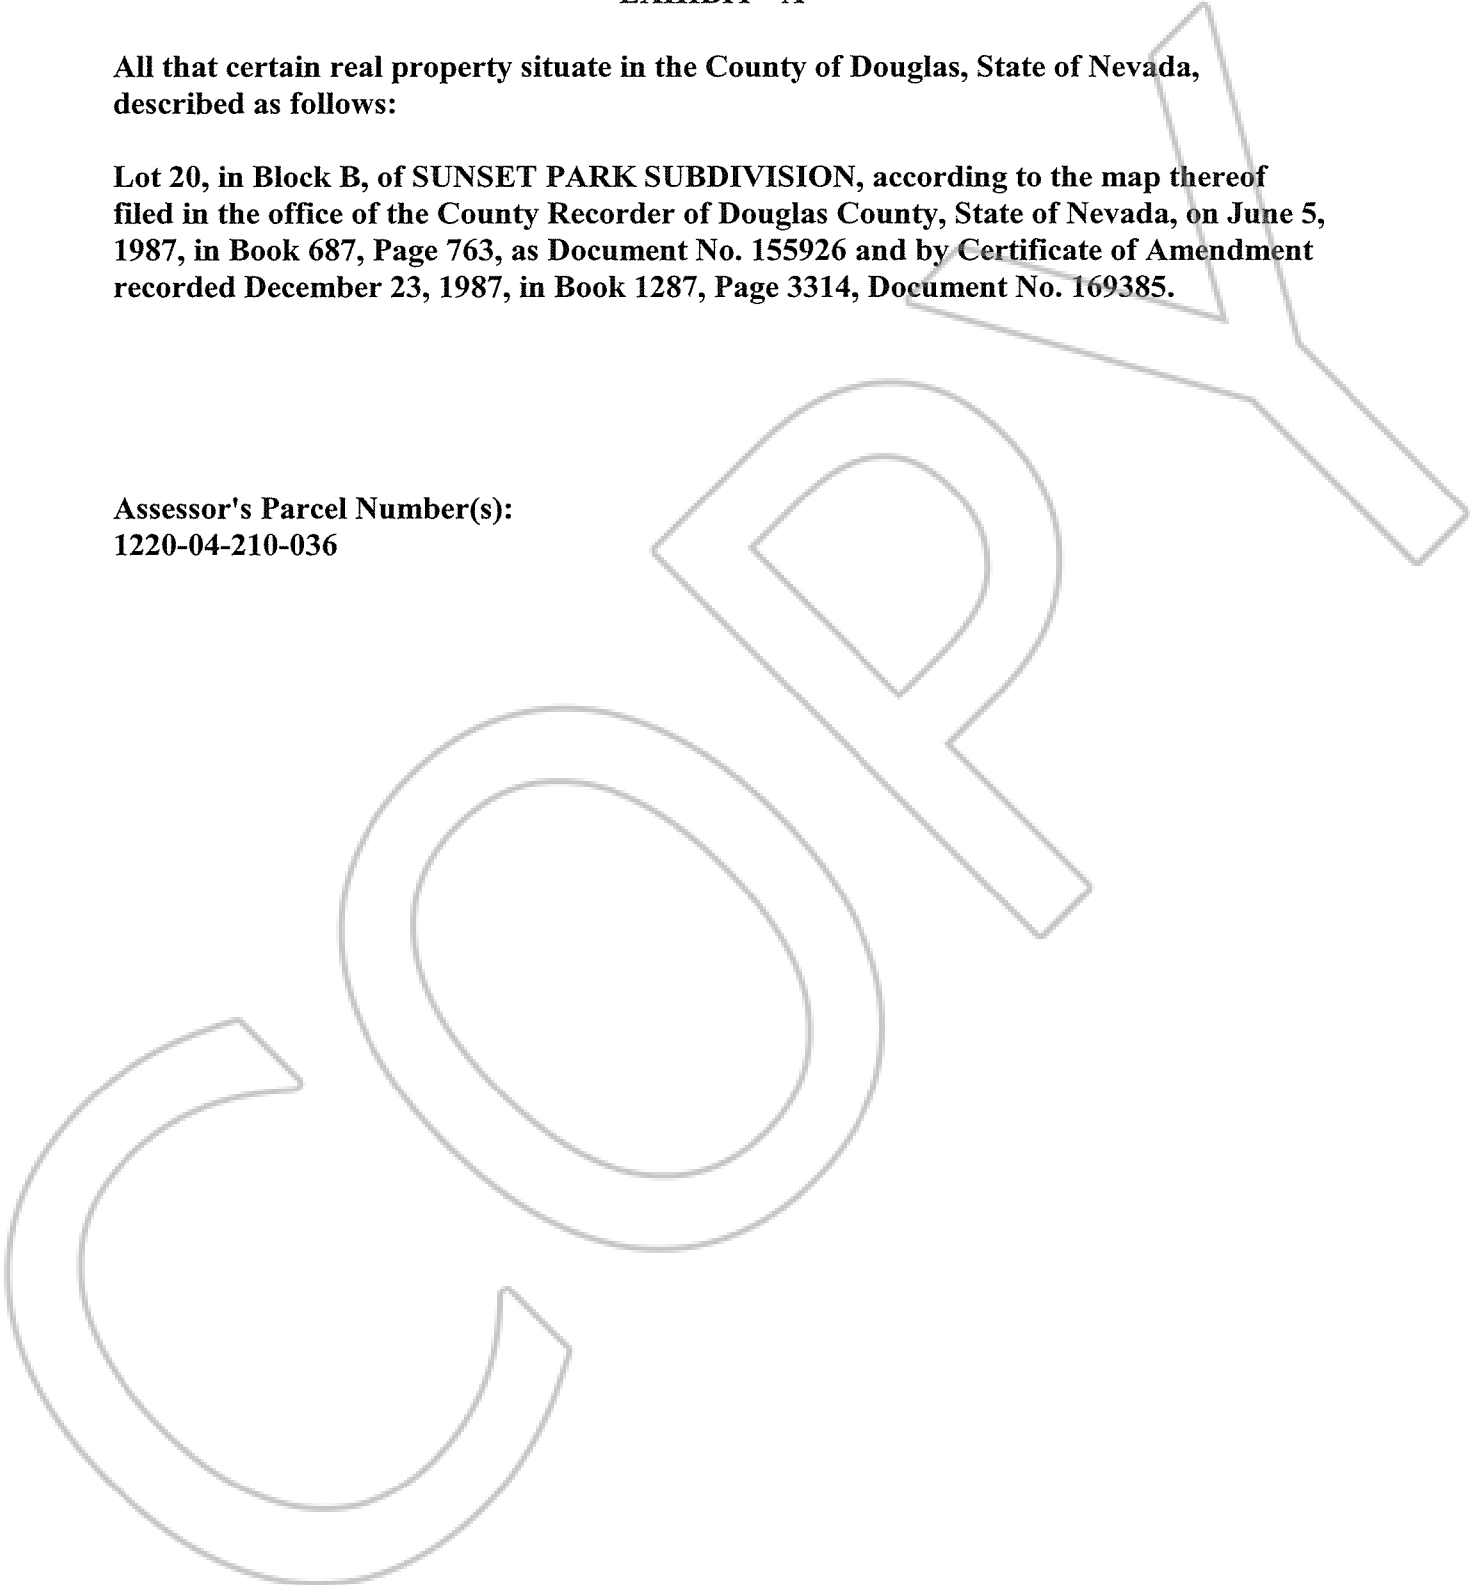 EXHIBIT "A"
All that certain real property situate in the County of Douglas, State of Nevada,
described as follows:
Lot 20, in Block B, of SUNSET PARK SUBDIVISION, according to the map thereof
filed in the office of the County Recorder of Douglas County, State of Nevada, on June 5,
1987, in Book 687, Page 763, as Document No. 155926 and by Certificate of Amendment
recorded December 23, 1987, in Book 1287, Page 3314, Document No. 169385.
Assessor's Parcel Number(s):
1220-04-210-036
COPY